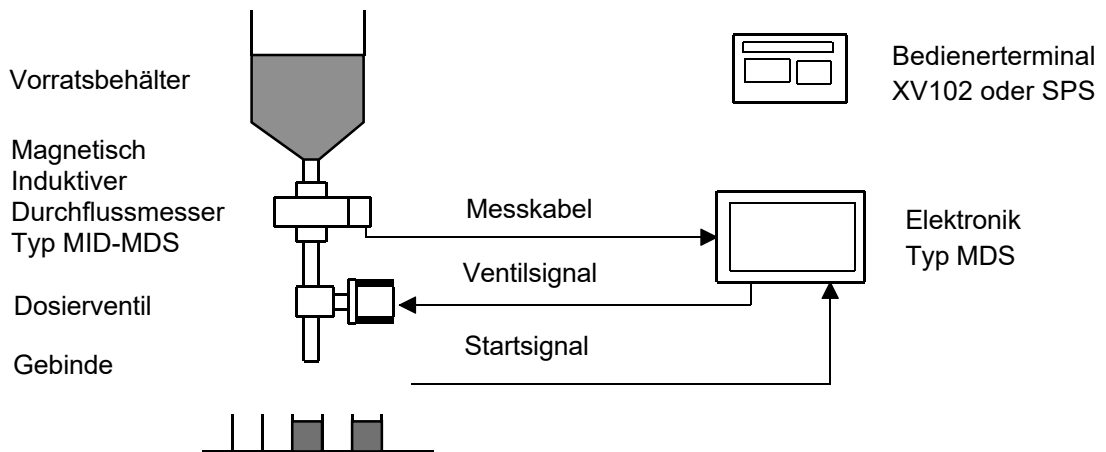 Vorratsbehälter
Magnetisch
Induktiver
Durchflussmesser
Typ MID-MDS
Dosierventil
Gebinde
Messkabel
Ventilsignal
Startsignal
Bedienerterminal
XV102 oder SPS
Elektronik
Typ MDS